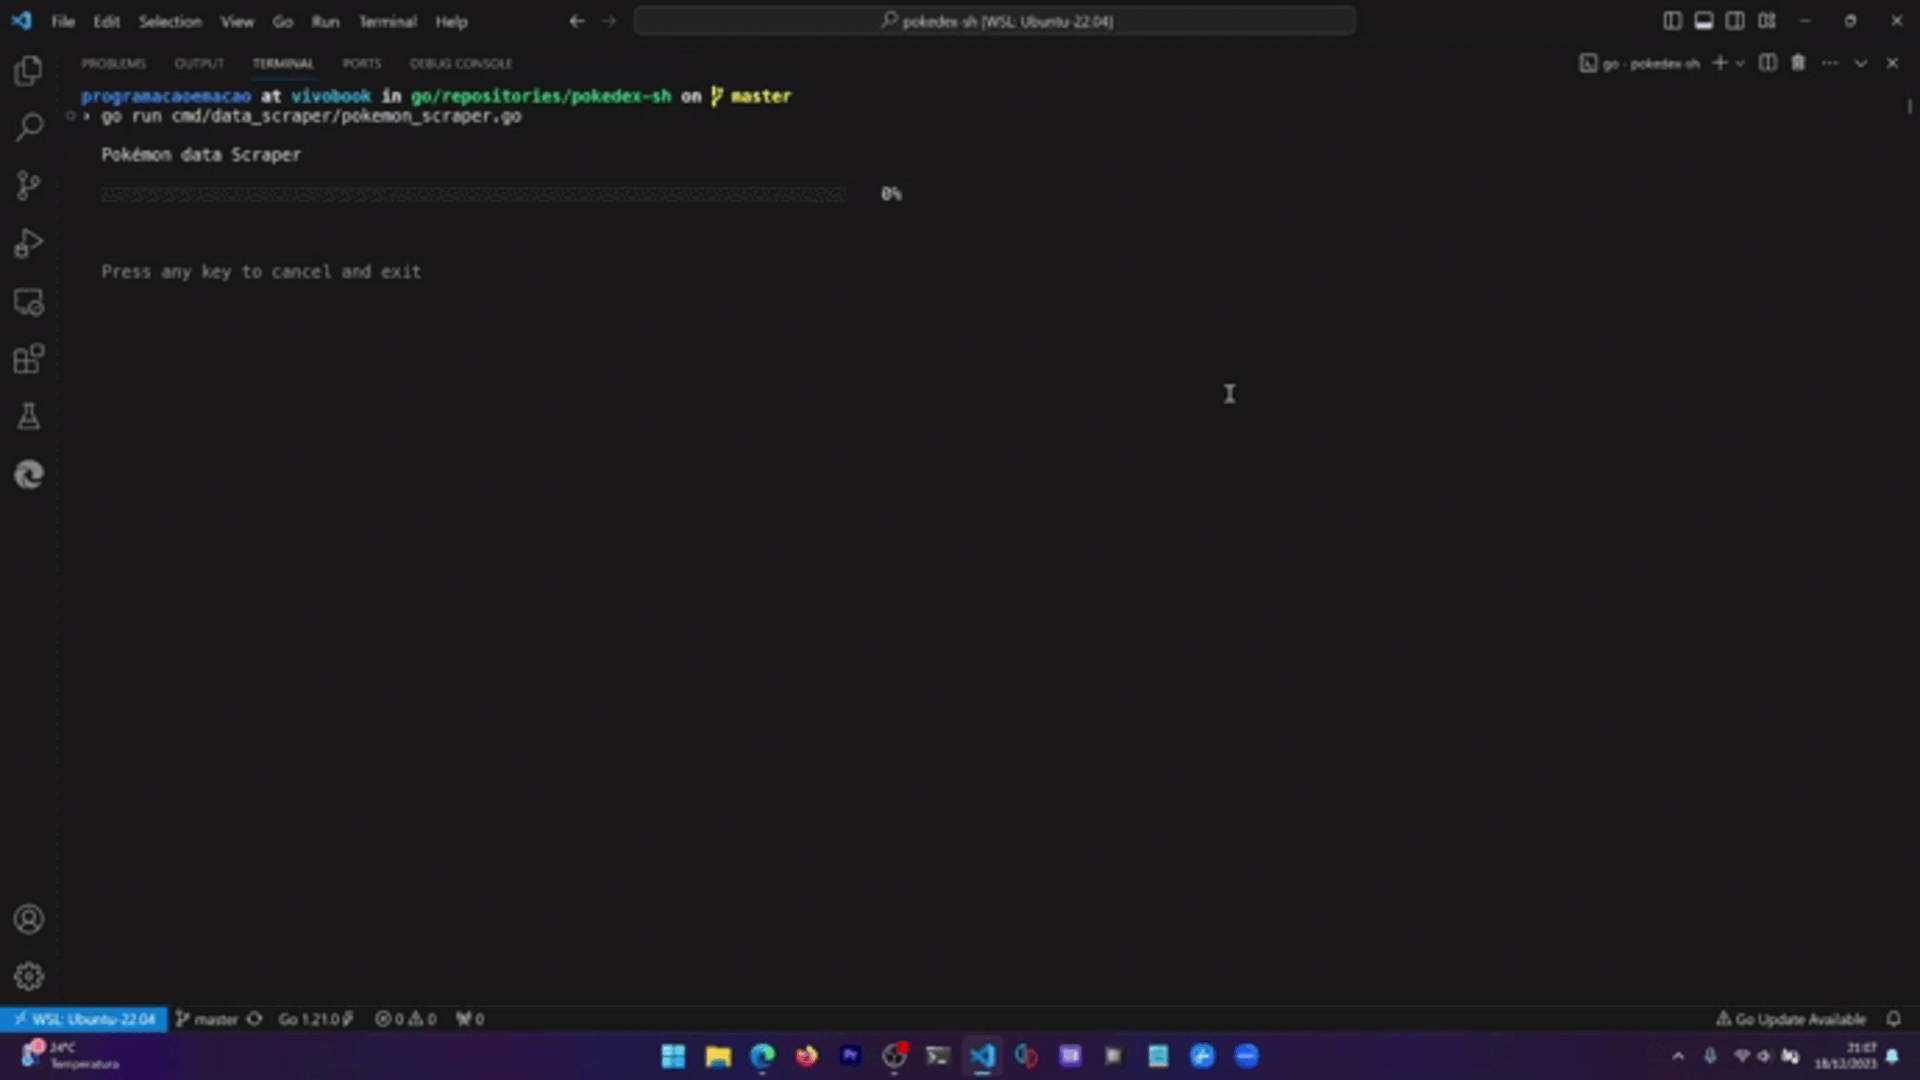 File Edit Selection View Go Run Terminal Help
pokedex-sh [WSL: Ubuntu-22.04]
PROBLEMS OUTPUT TERMINAL PORTS DEBUG CONSOLE
go - pokedex-sh
programacaoemacao at vivobook in go/repositories/pokedex-sh on master
› go run cmd/data_scraper/pokemon_scraper.go
Pokémon data Scraper
0%
Press any key to cancel and exit
WSL: Ubuntu-22.04 master Go 1.21.0 0 0 0
Go Update Available
24°C
Temperatura
Pr
21:07
18/12/2023